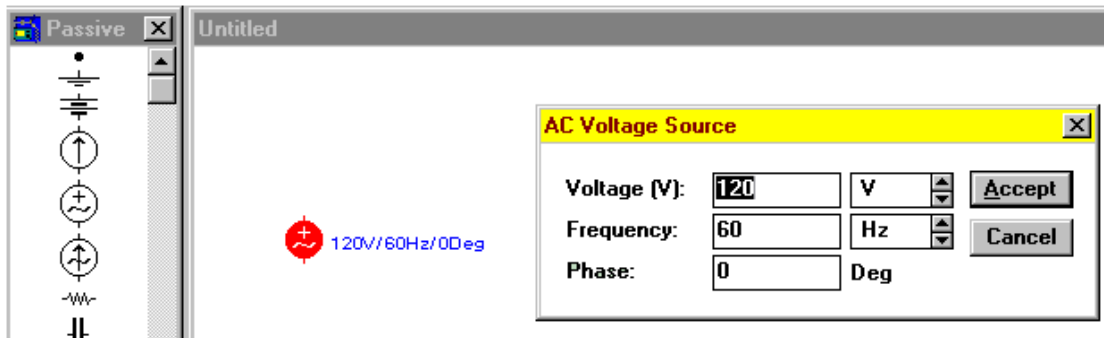 Passive
Untitled
120V/60Hz/0Deg
AC Voltage Source
Voltage (V): 120 V Accept
Frequency: 60 Hz Cancel
Phase: 0 Deg